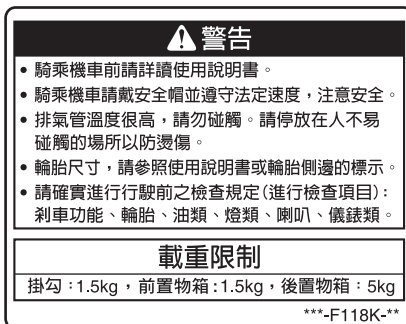 警告
• 騎乘機車前請詳讀使用說明書。
• 騎乘機車請戴安全帽並遵守法定速度，注意安全。
• 排氣管溫度很高，請勿碰觸。請停放在人不易
碰觸的場所以防燙傷。
• 輪胎尺寸，請參照使用說明書或輪胎側邊的標示。
• 請確實進行行駛前之檢查規定(進行檢查項目)：
剎車功能、輪胎、油類、燈類、喇叭、儀錶類。
載重限制
掛勾：1.5kg，前置物箱：1.5kg，後置物箱：5kg
***-F118K-**